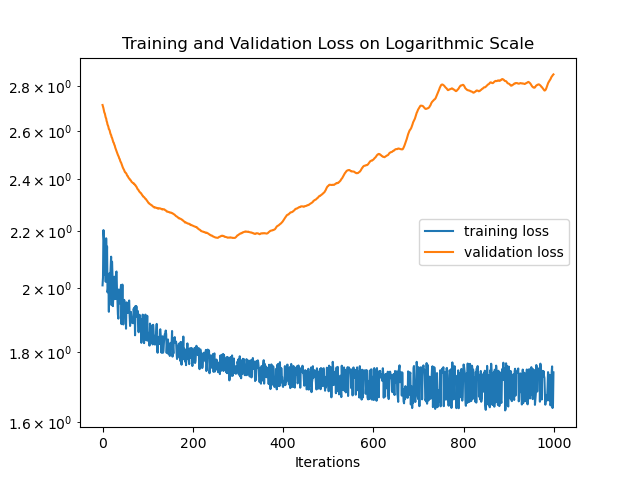 Training and Validation Loss on Logarithmic Scale
2.8 × 10⁰
2.6 × 10⁰
2.4 × 10⁰
2.2 × 10⁰
2 × 10⁰
1.8 × 10⁰
1.6 × 10⁰
training loss
validation loss
0 200 400 600 800 1000
Iterations